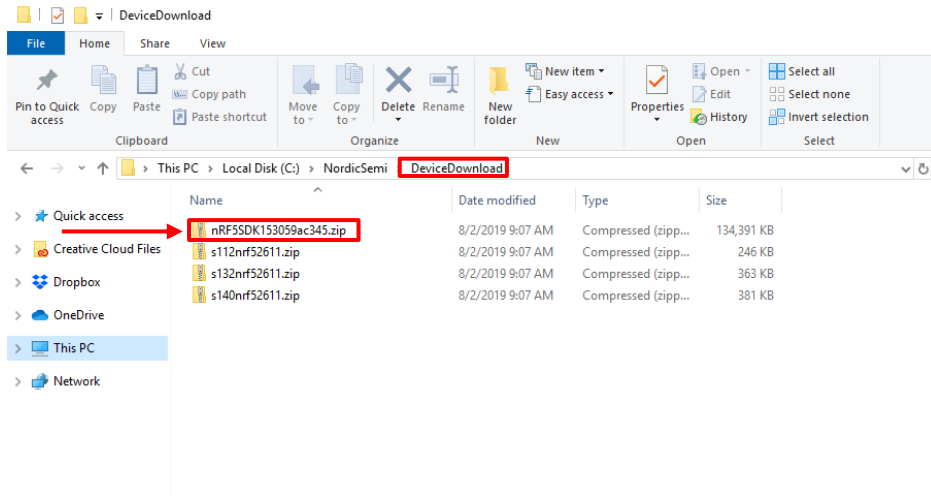 DeviceDownload
File Home Share View
Pin to Quick access
Copy
Paste
Cut
Copy path
Paste shortcut
Clipboard
Move to
Copy to
Delete
Rename
Organize
New folder
New item
Easy access
New
Properties
Open
Edit
History
Open
Select all
Select none
Invert selection
Select
This PC > Local Disk (C:) > NordicSemi DeviceDownload
Name Date modified Type Size
nRF5SDK153059ac345.zip 8/2/2019 9:07 AM Compressed (zipp... 134,391 KB
s112nrf52611.zip 8/2/2019 9:07 AM Compressed (zipp... 246 KB
s132nrf52611.zip 8/2/2019 9:07 AM Compressed (zipp... 363 KB
s140nrf52611.zip 8/2/2019 9:07 AM Compressed (zipp... 381 KB
Quick access
Creative Cloud Files
Dropbox
OneDrive
This PC
Network